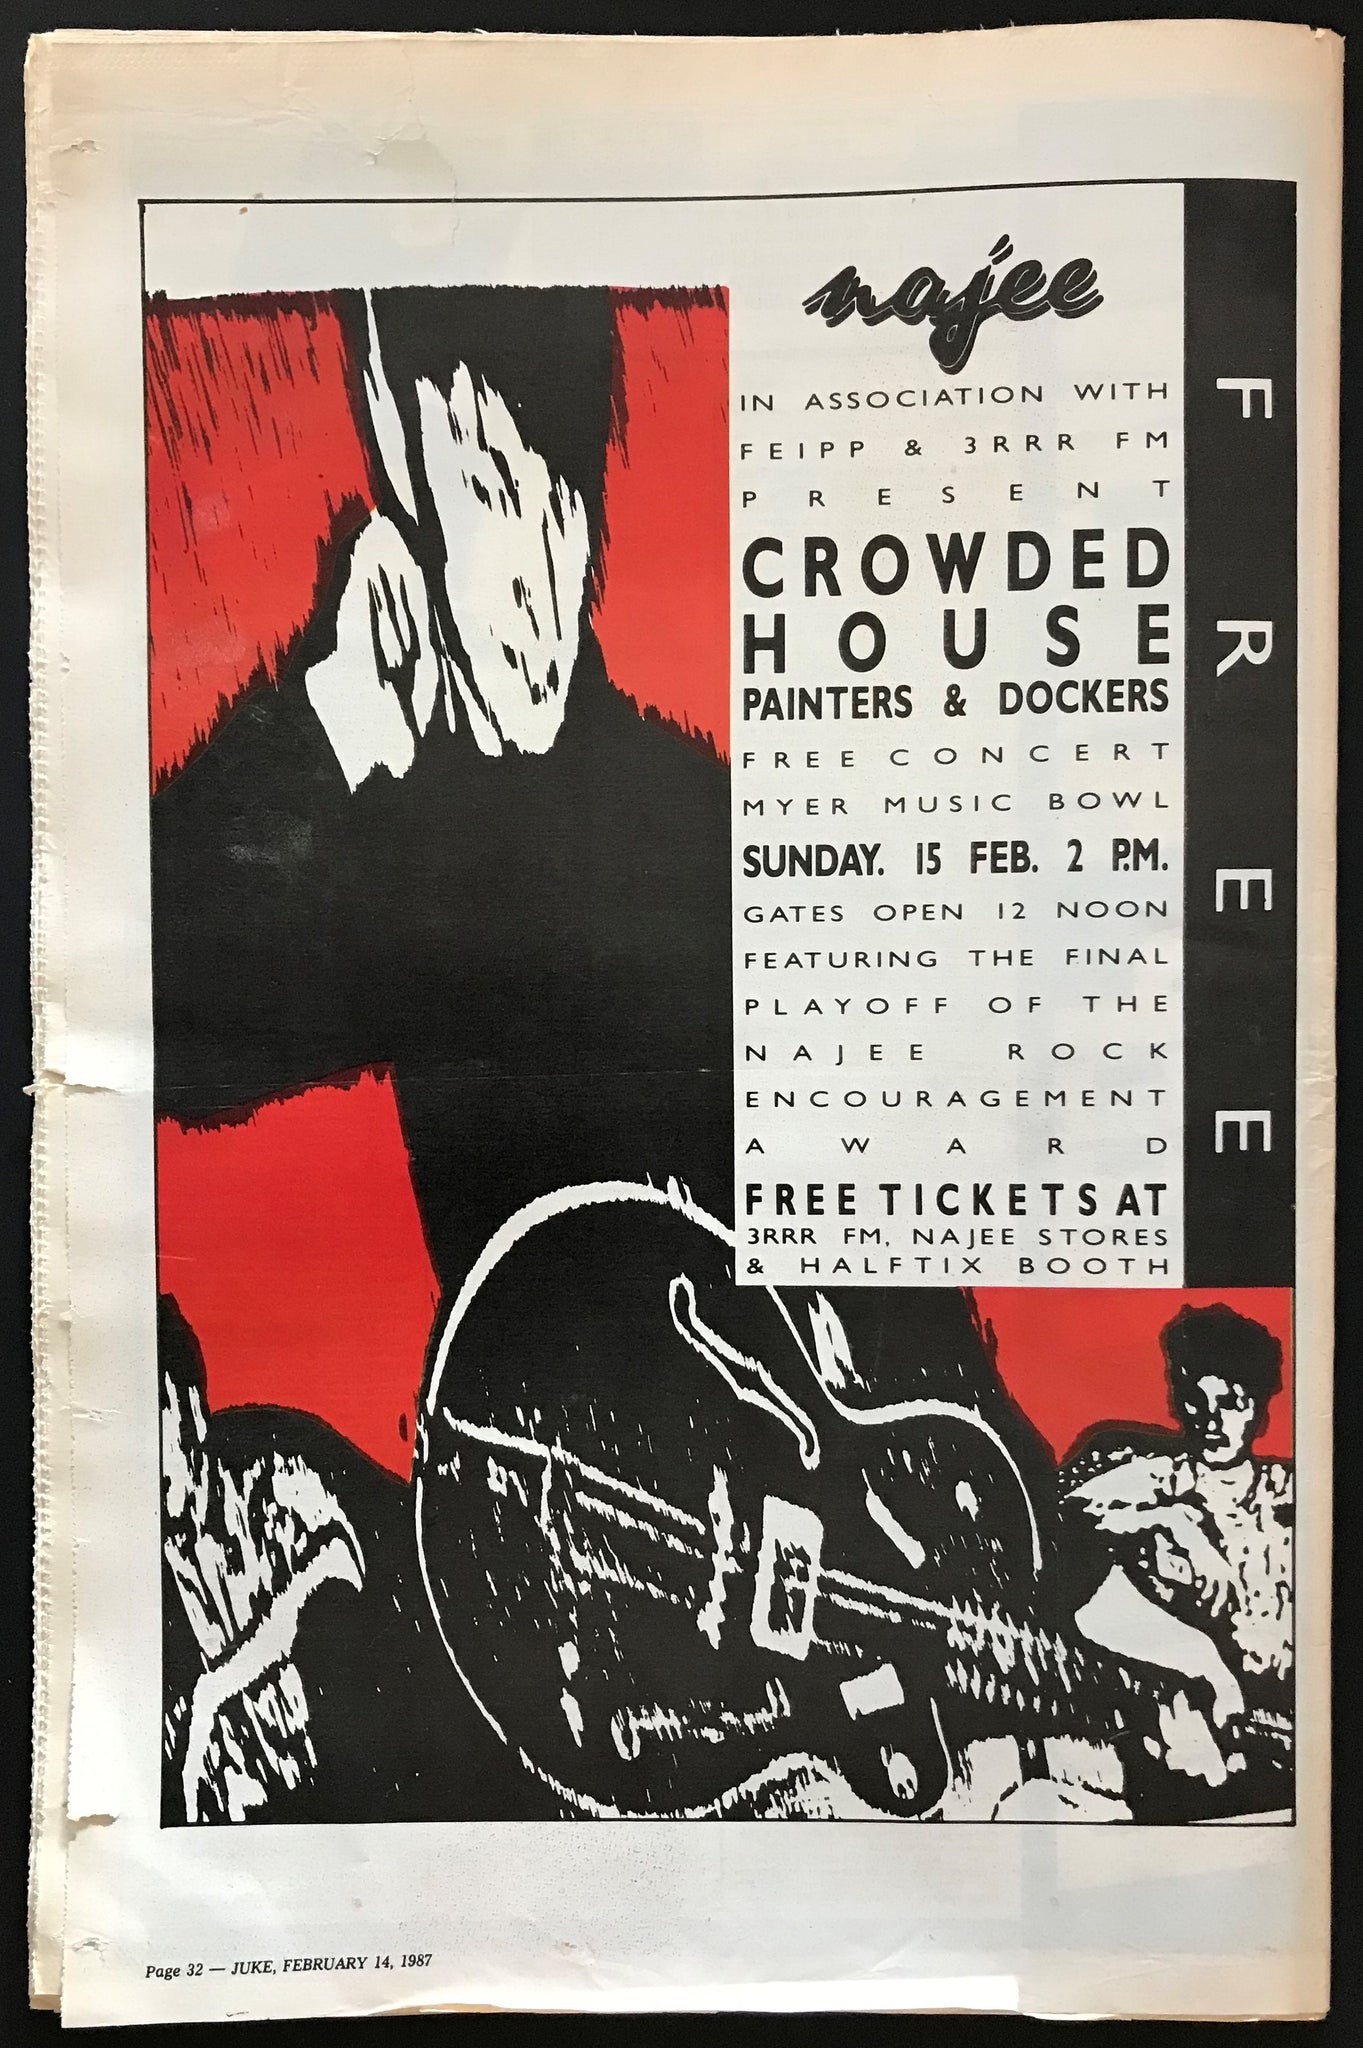 najee
IN ASSOCIATION WITH
FEIPP & 3RRR FM
PRESENT
CROWDED
HOUSE
PAINTERS & DOCKERS
FREE CONCERT
MYER MUSIC BOWL
SUNDAY. 15 FEB. 2 P.M.
GATES OPEN 12 NOON
FEATURING THE FINAL
PLAYOFF OF THE
NAJEE ROCK
ENCOURAGEMENT
AWARD
FREE TICKETS AT
3RRR FM, NAJEE STORES
& HALFTIX BOOTH
FREE
Page 32 — JUKE, FEBRUARY 14, 1987